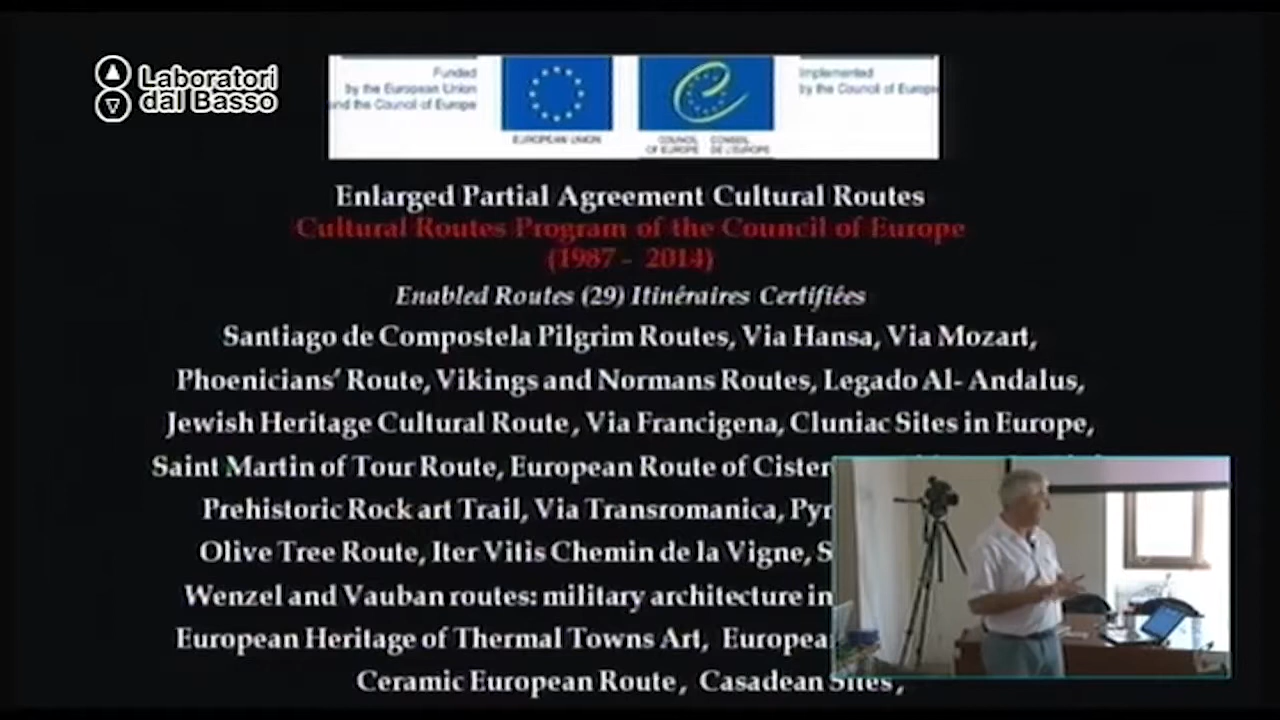 Laboratori
dal Basso
Funded
by the European Union
and the Council of Europe
EUROPEAN UNION
COUNCIL OF EUROPE
CONSEIL DE L'EUROPE
Implemented
by the Council of Europe
Enlarged Partial Agreement Cultural Routes
Cultural Routes Program of the Council of Europe
(1987 - 2014)
Enabled Routes (29) Itinéraires Certifiées
Santiago de Compostela Pilgrim Routes, Via Hansa, Via Mozart,
Phoenicians' Route, Vikings and Normans Routes, Legado Al- Andalus,
Jewish Heritage Cultural Route, Via Francigena, Cluniac Sites in Europe,
Saint Martin of Tour Route, European Route of
Prehistoric Rock art Trail, Via Transromanica,
Olive Tree Route, Iter Vitis Chemin de la Vigne,
Wenzel and Vauban routes: military architecture in
European Heritage of Thermal Towns Art,
Ceramic European Route, Casadean Sites,